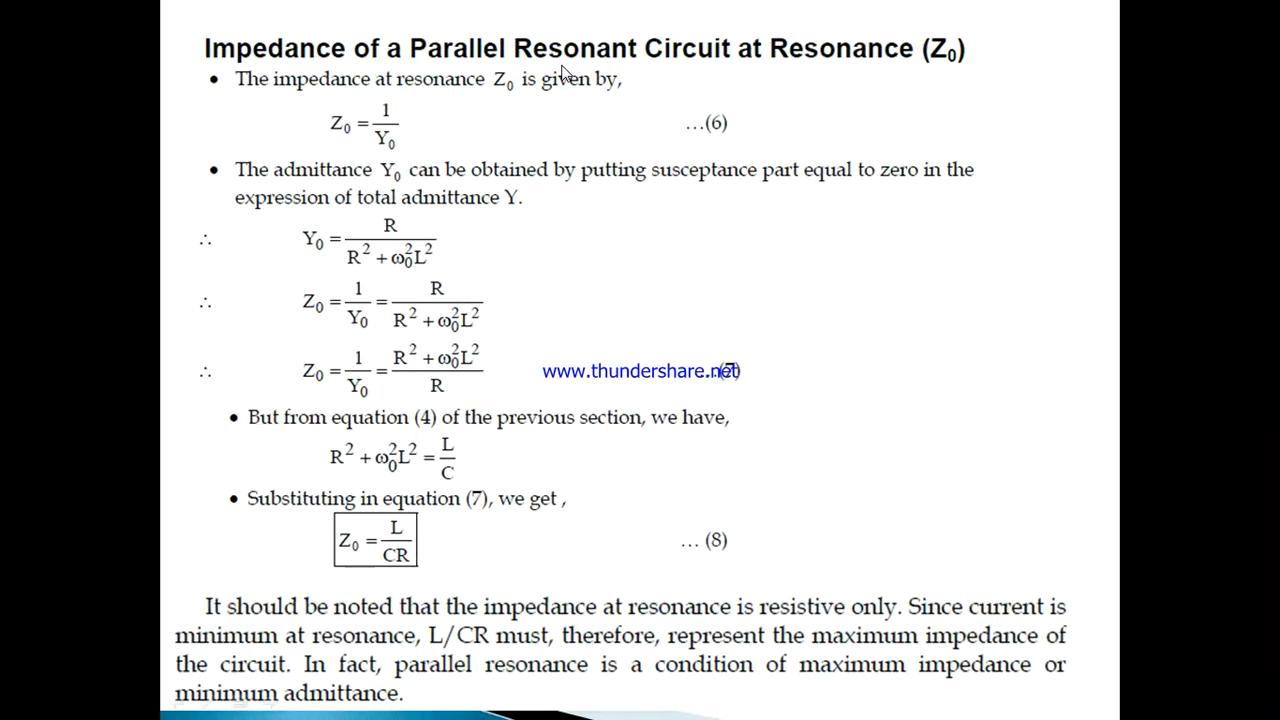 Impedance of a Parallel Resonant Circuit at Resonance (Z₀)
• The impedance at resonance Z₀ is given by,
Z₀ = 1/Y₀ …(6)
• The admittance Y₀ can be obtained by putting susceptance part equal to zero in the
expression of total admittance Y.
∴ Y₀ = R/(R² + ω₀²L²)
∴ Z₀ = 1/Y₀ = R/(R² + ω₀²L²)
∴ Z₀ = 1/Y₀ = (R² + ω₀²L²)/R …(7)
www.thundershare.net
• But from equation (4) of the previous section, we have,
R² + ω₀²L² = L/C
• Substituting in equation (7), we get ,
Z₀ = L/CR … (8)
It should be noted that the impedance at resonance is resistive only. Since current is
minimum at resonance, L/CR must, therefore, represent the maximum impedance of
the circuit. In fact, parallel resonance is a condition of maximum impedance or
minimum admittance.